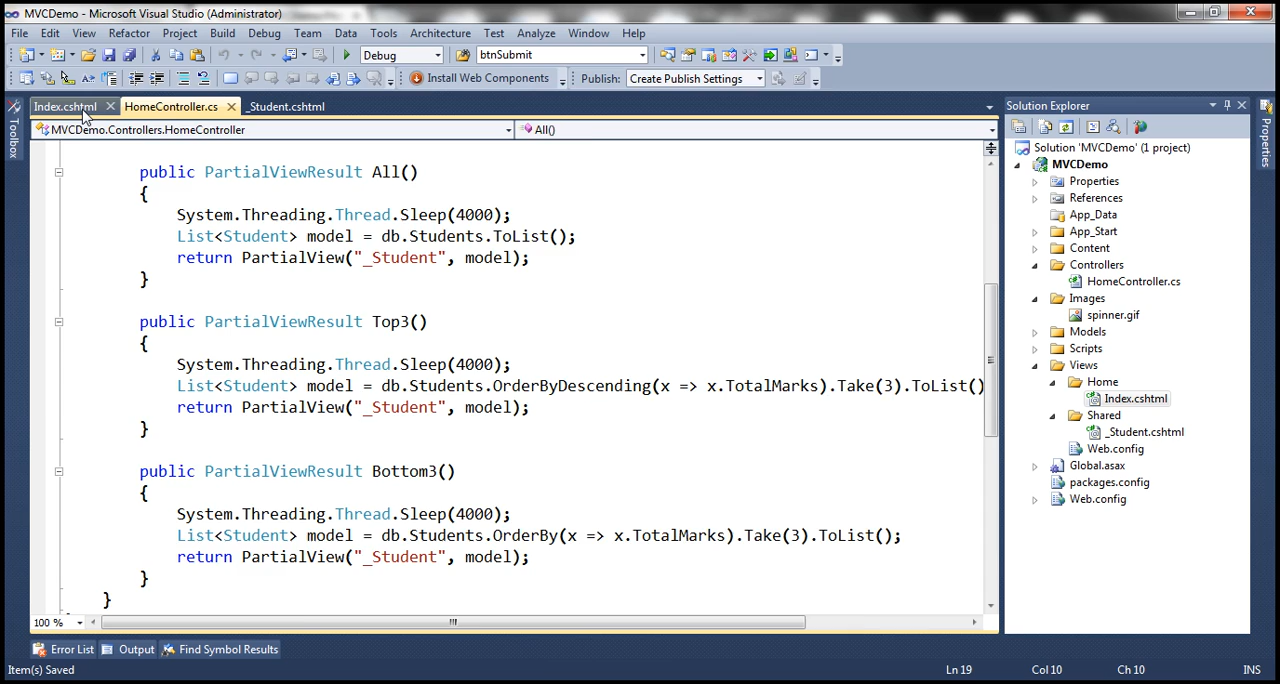 MVCDemo - Microsoft Visual Studio (Administrator)
File Edit View Refactor Project Build Debug Team Data Tools Architecture Test Analyze Window Help
Debug btnSubmit
Install Web Components Publish: Create Publish Settings
Index.cshtml HomeController.cs _Student.cshtml
MVCDemo.Controllers.HomeController All()
public PartialViewResult All()
{
System.Threading.Thread.Sleep(4000);
List<Student> model = db.Students.ToList();
return PartialView("_Student", model);
}
public PartialViewResult Top3()
{
System.Threading.Thread.Sleep(4000);
List<Student> model = db.Students.OrderByDescending(x => x.TotalMarks).Take(3).ToList()
return PartialView("_Student", model);
}
public PartialViewResult Bottom3()
{
System.Threading.Thread.Sleep(4000);
List<Student> model = db.Students.OrderBy(x => x.TotalMarks).Take(3).ToList();
return PartialView("_Student", model);
}
}
100 %
Toolbox
Solution Explorer
Solution 'MVCDemo' (1 project)
MVCDemo
Properties
References
App_Data
App_Start
Content
Controllers
HomeController.cs
Images
spinner.gif
Models
Scripts
Views
Home
Index.cshtml
Shared
_Student.cshtml
Web.config
Global.asax
packages.config
Web.config
Properties
Error List Output Find Symbol Results
Item(s) Saved Ln 19 Col 10 Ch 10 INS